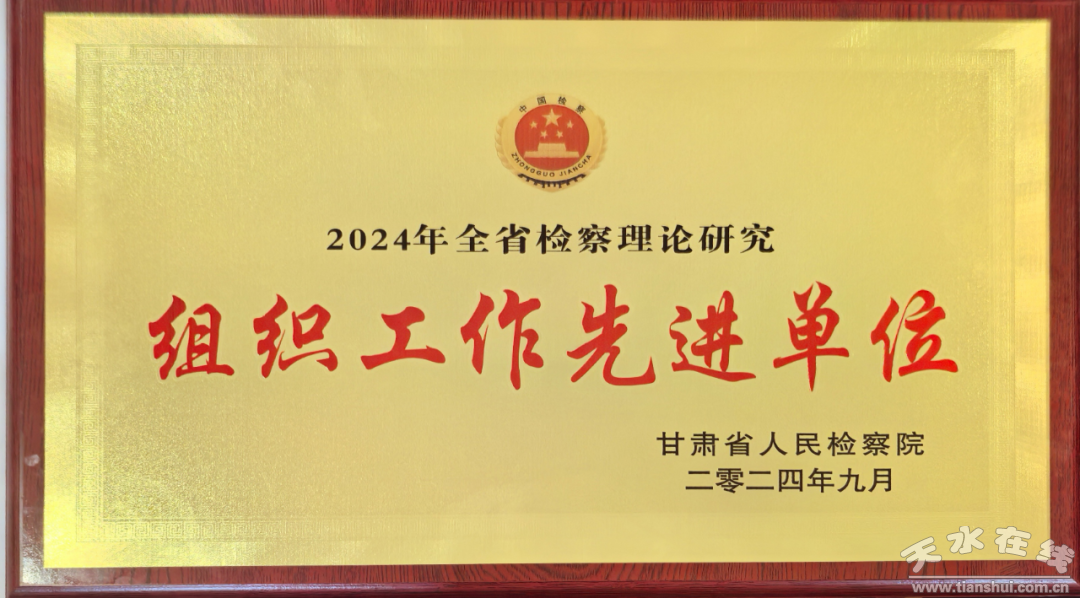 中国检察
ZHONGGUO JIANCHA
2024年全省检察理论研究
组织工作先进单位
甘肃省人民检察院
二零二四年九月
天水在线
www.tianshui.com.cn